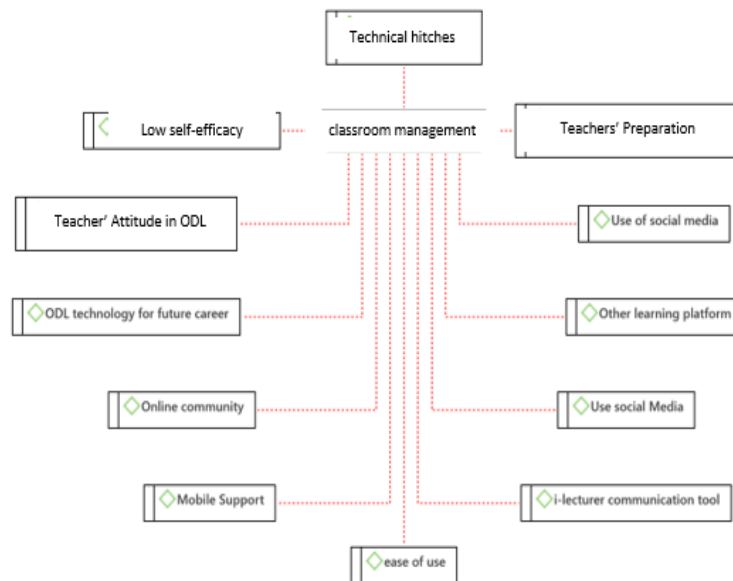 Technical hitches
Low self-efficacy
classroom management
Teachers' Preparation
Teacher' Attitude in ODL
Use of social media
ODL technology for future career
Other learning platform
Online community
Use social Media
Mobile Support
i-lecturer communication tool
ease of use